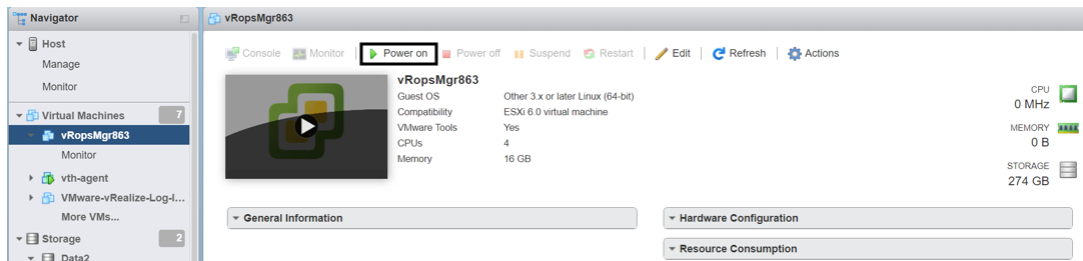 Navigator
Host
Manage
Monitor
Virtual Machines 7
vRopsMgr863
Monitor
vth-agent
VMware-vRealize-Log-I...
More VMs...
Storage 2
Data2
vRopsMgr863
Console Monitor Power on Power off Suspend Restart Edit Refresh Actions
vRopsMgr863
Guest OS Other 3.x or later Linux (64-bit)
Compatibility ESXi 6.0 virtual machine
VMware Tools Yes
CPUs 4
Memory 16 GB
CPU
0 MHz
MEMORY
0 B
STORAGE
274 GB
General Information
Hardware Configuration
Resource Consumption